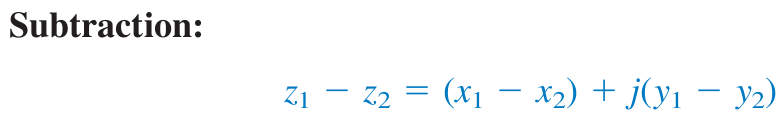 Subtraction:
z₁ − z₂ = (x₁ − x₂) + j(y₁ − y₂)